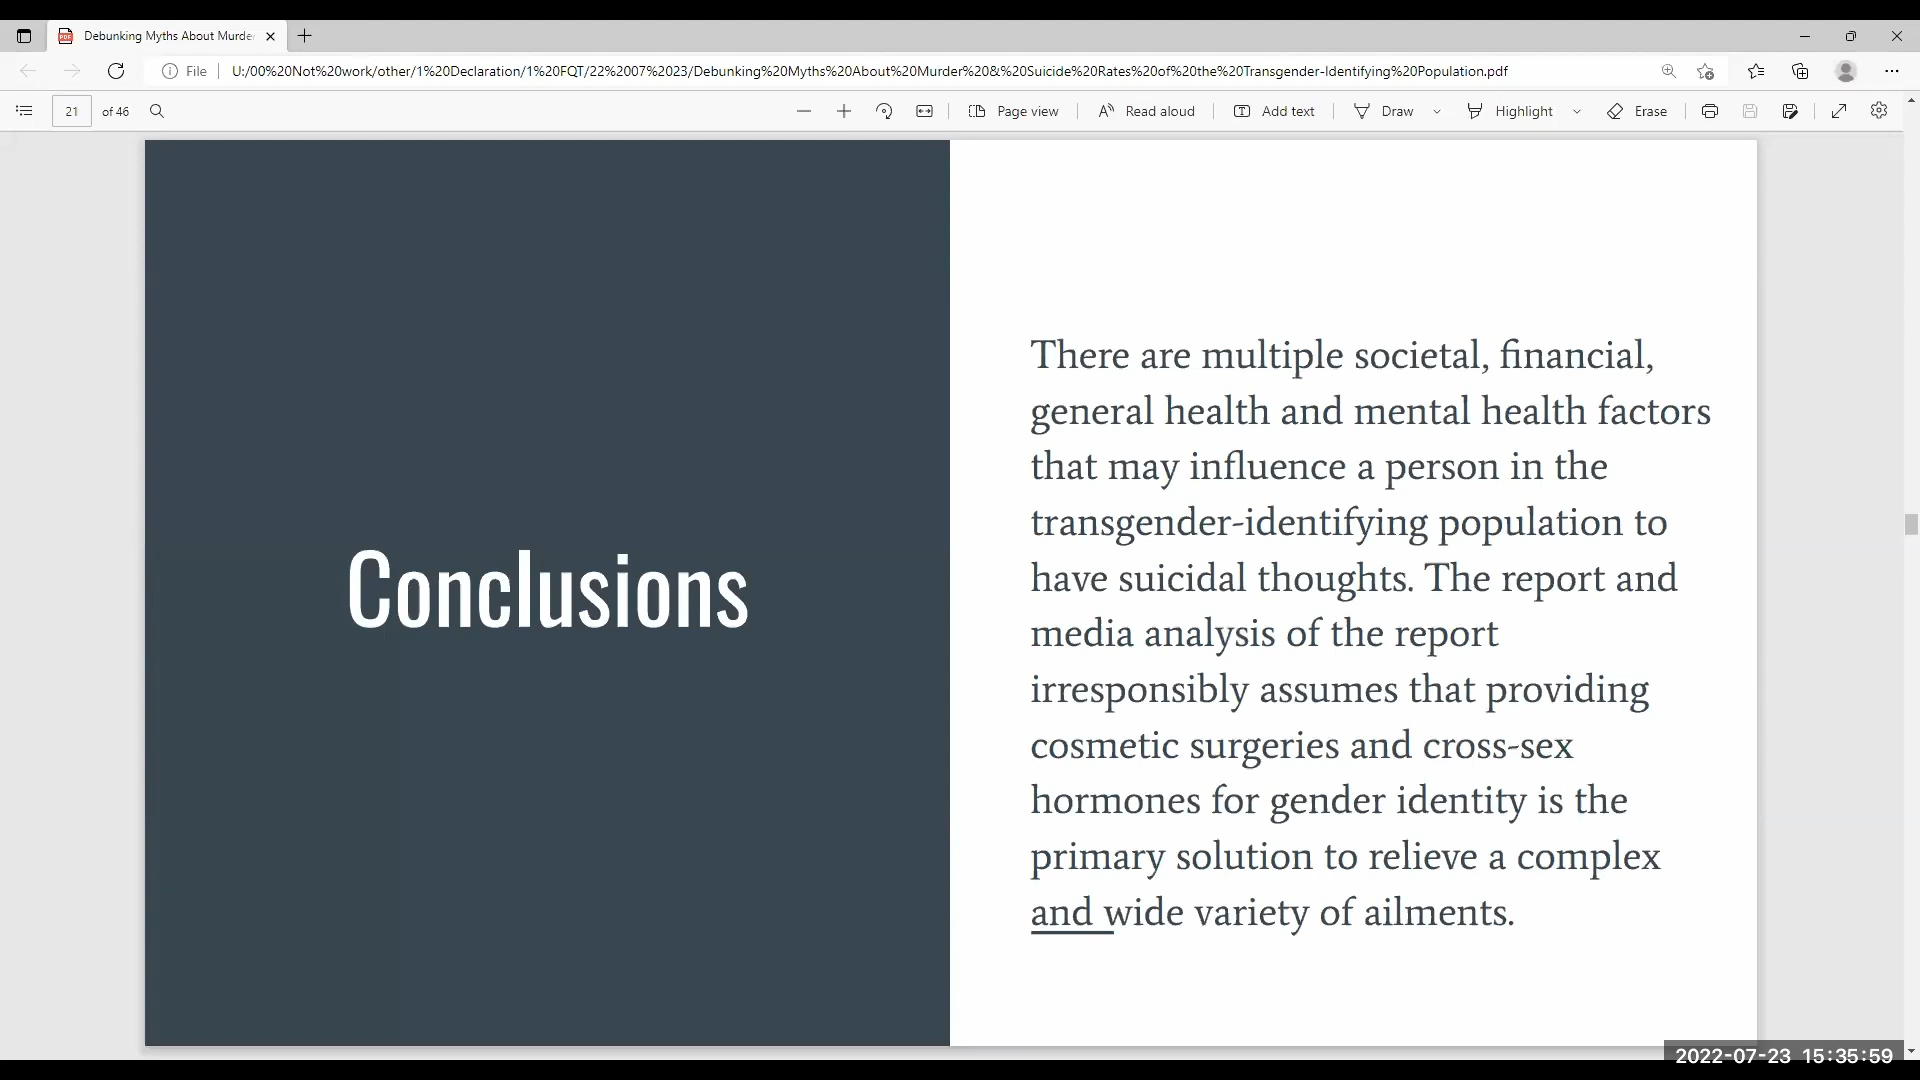 Debunking Myths About Murde
File
U:/00%20Not%20work/other/1%20Declaration/1%20FQT/22%2007%2023/Debunking%20Myths%20About%20Murder%20&%20Suicide%20Rates%20of%20the%20Transgender-Identifying%20Population.pdf
21 of 46
Page view
Read aloud
Add text
Draw
Highlight
Erase
Conclusions
There are multiple societal, financial,
general health and mental health factors
that may influence a person in the
transgender-identifying population to
have suicidal thoughts. The report and
media analysis of the report
irresponsibly assumes that providing
cosmetic surgeries and cross-sex
hormones for gender identity is the
primary solution to relieve a complex
and wide variety of ailments.
2022-07-23 15:35:59